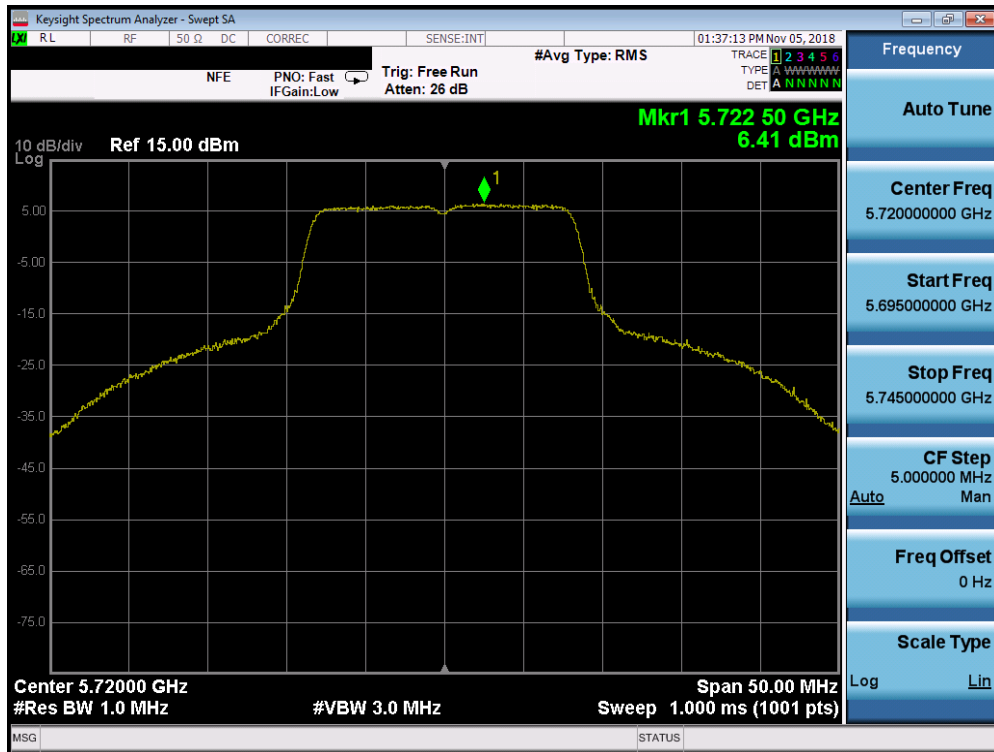 Keysight Spectrum Analyzer - Swept SA
LXI RL RF 50 Ω DC CORREC SENSE:INT 01:37:13 PM Nov 05, 2018
#Avg Type: RMS
TRACE 1 2 3 4 5 6
TYPE A WWWWWW
DET A N N N N N
NFE
PNO: Fast
IFGain:Low
Trig: Free Run
Atten: 26 dB
Mkr1 5.722 50 GHz
6.41 dBm
10 dB/div Ref 15.00 dBm
Log
1
5.00
-5.00
-15.0
-25.0
-35.0
-45.0
-55.0
-65.0
-75.0
Center 5.72000 GHz Span 50.00 MHz
#Res BW 1.0 MHz #VBW 3.0 MHz Sweep 1.000 ms (1001 pts)
MSG STATUS
Frequency
Auto Tune
Center Freq
5.720000000 GHz
Start Freq
5.695000000 GHz
Stop Freq
5.745000000 GHz
CF Step
5.000000 MHz
Auto Man
Freq Offset
0 Hz
Scale Type
Log Lin